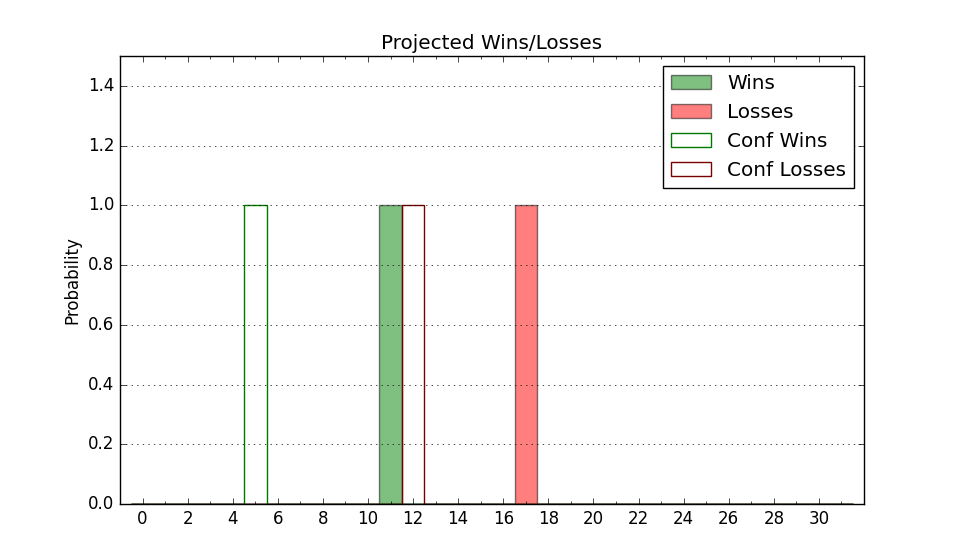 Projected Wins/Losses
Wins
Losses
Conf Wins
Conf Losses
Probability
1.4
1.2
1.0
0.8
0.6
0.4
0.2
0.0
0 2 4 6 8 10 12 14 16 18 20 22 24 26 28 30